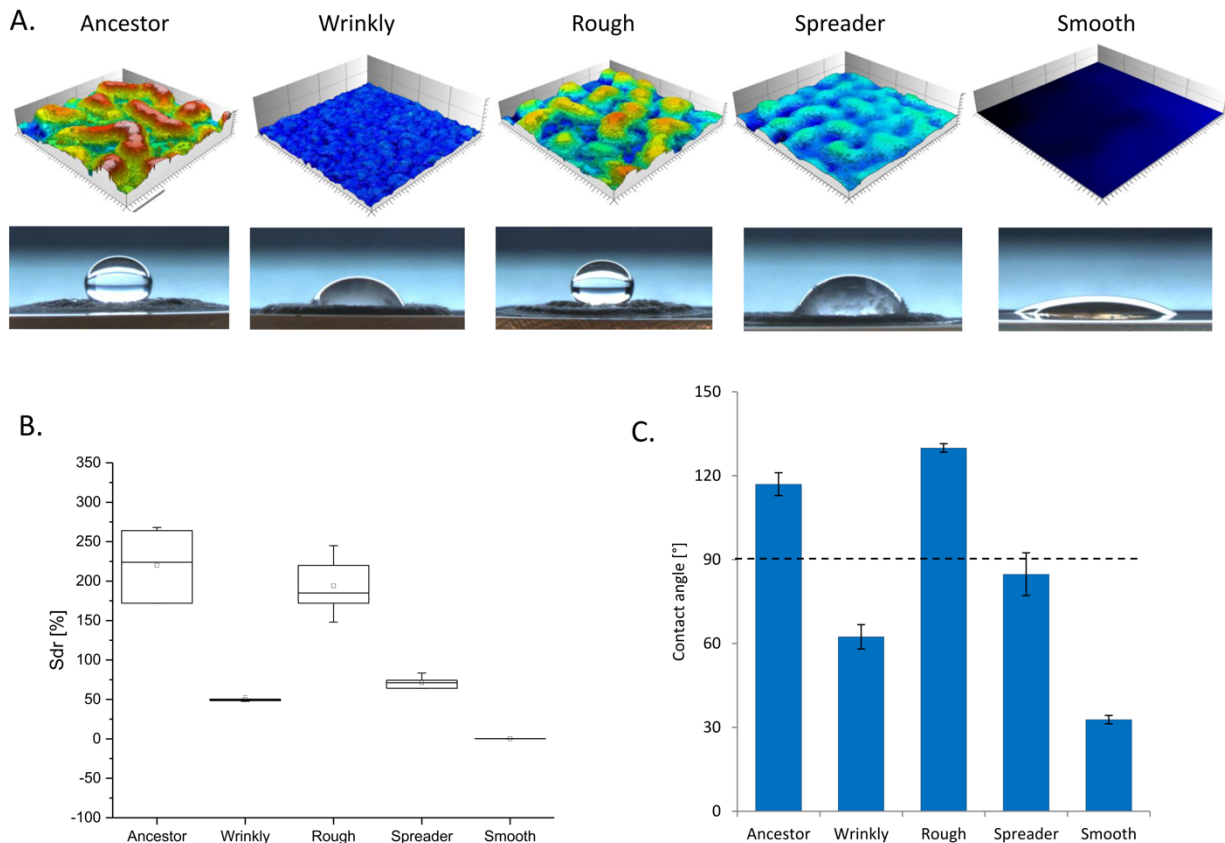 A.
Ancestor
Wrinkly
Rough
Spreader
Smooth
B.
Sdr [%]
350
300
250
200
150
100
50
0
-50
-100
Ancestor
Wrinkly
Rough
Spreader
Smooth
C.
Contact angle [°]
150
120
90
60
30
0
Ancestor
Wrinkly
Rough
Spreader
Smooth